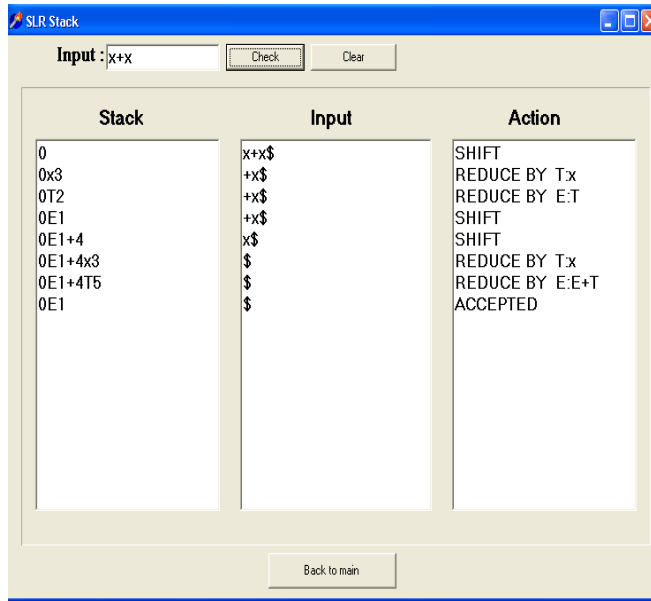 SLR Stack
Input : x+x Check Clear
Stack Input Action
0 x+x$ SHIFT
0x3 +x$ REDUCE BY T:x
0T2 +x$ REDUCE BY E:T
0E1 +x$ SHIFT
0E1+4 x$ SHIFT
0E1+4x3 $ REDUCE BY T:x
0E1+4T5 $ REDUCE BY E:E+T
0E1 $ ACCEPTED
Back to main